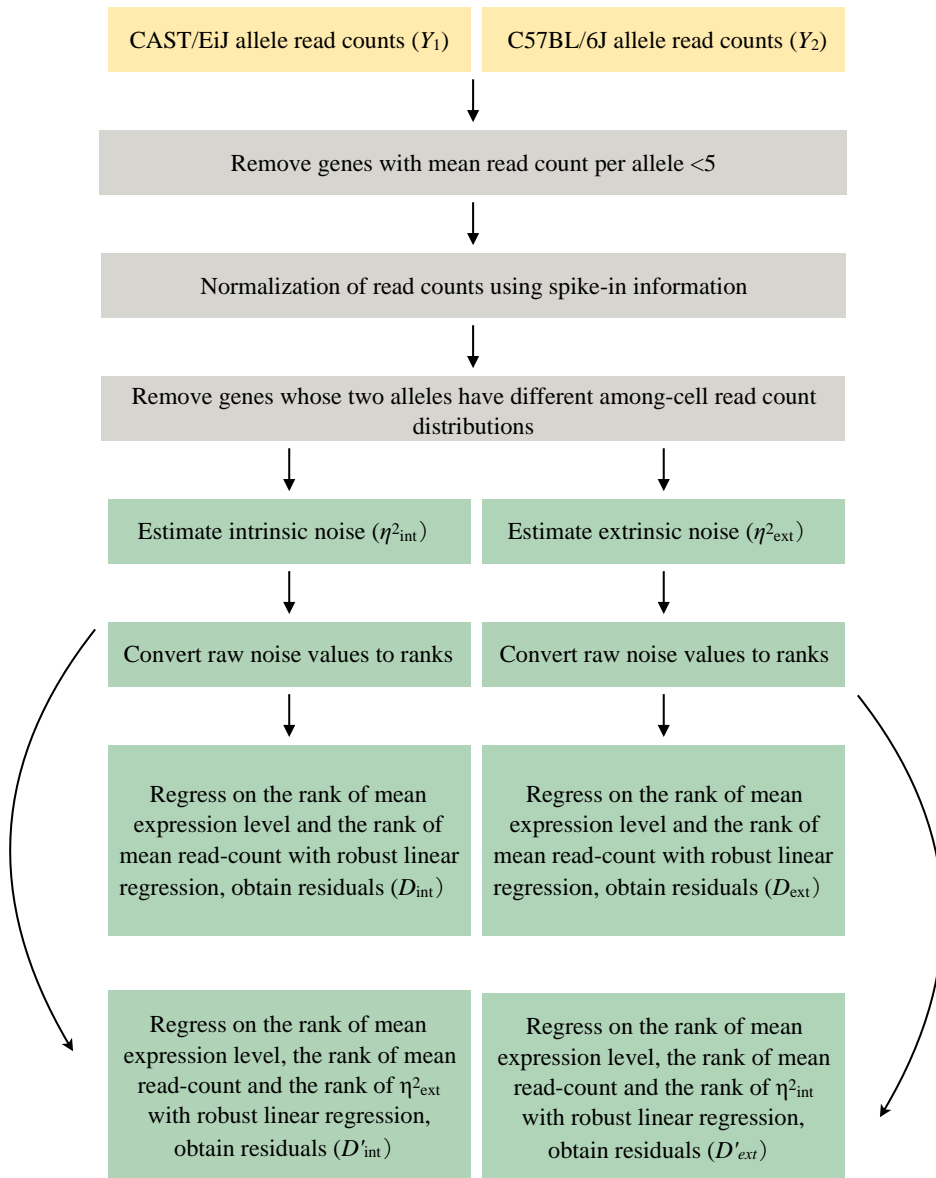 CAST/EiJ allele read counts (Y₁)
C57BL/6J allele read counts (Y₂)
Remove genes with mean read count per allele <5
Normalization of read counts using spike-in information
Remove genes whose two alleles have different among-cell read count
distributions
Estimate intrinsic noise (η²int)
Estimate extrinsic noise (η²ext)
Convert raw noise values to ranks
Convert raw noise values to ranks
Regress on the rank of mean
expression level and the rank of
mean read-count with robust linear
regression, obtain residuals (Dint)
Regress on the rank of mean
expression level and the rank of
mean read-count with robust linear
regression, obtain residuals (Dext)
Regress on the rank of mean
expression level, the rank of mean
read-count and the rank of η²ext
with robust linear regression,
obtain residuals (D'int)
Regress on the rank of mean
expression level, the rank of mean
read-count and the rank of η²int
with robust linear regression,
obtain residuals (D'ext)